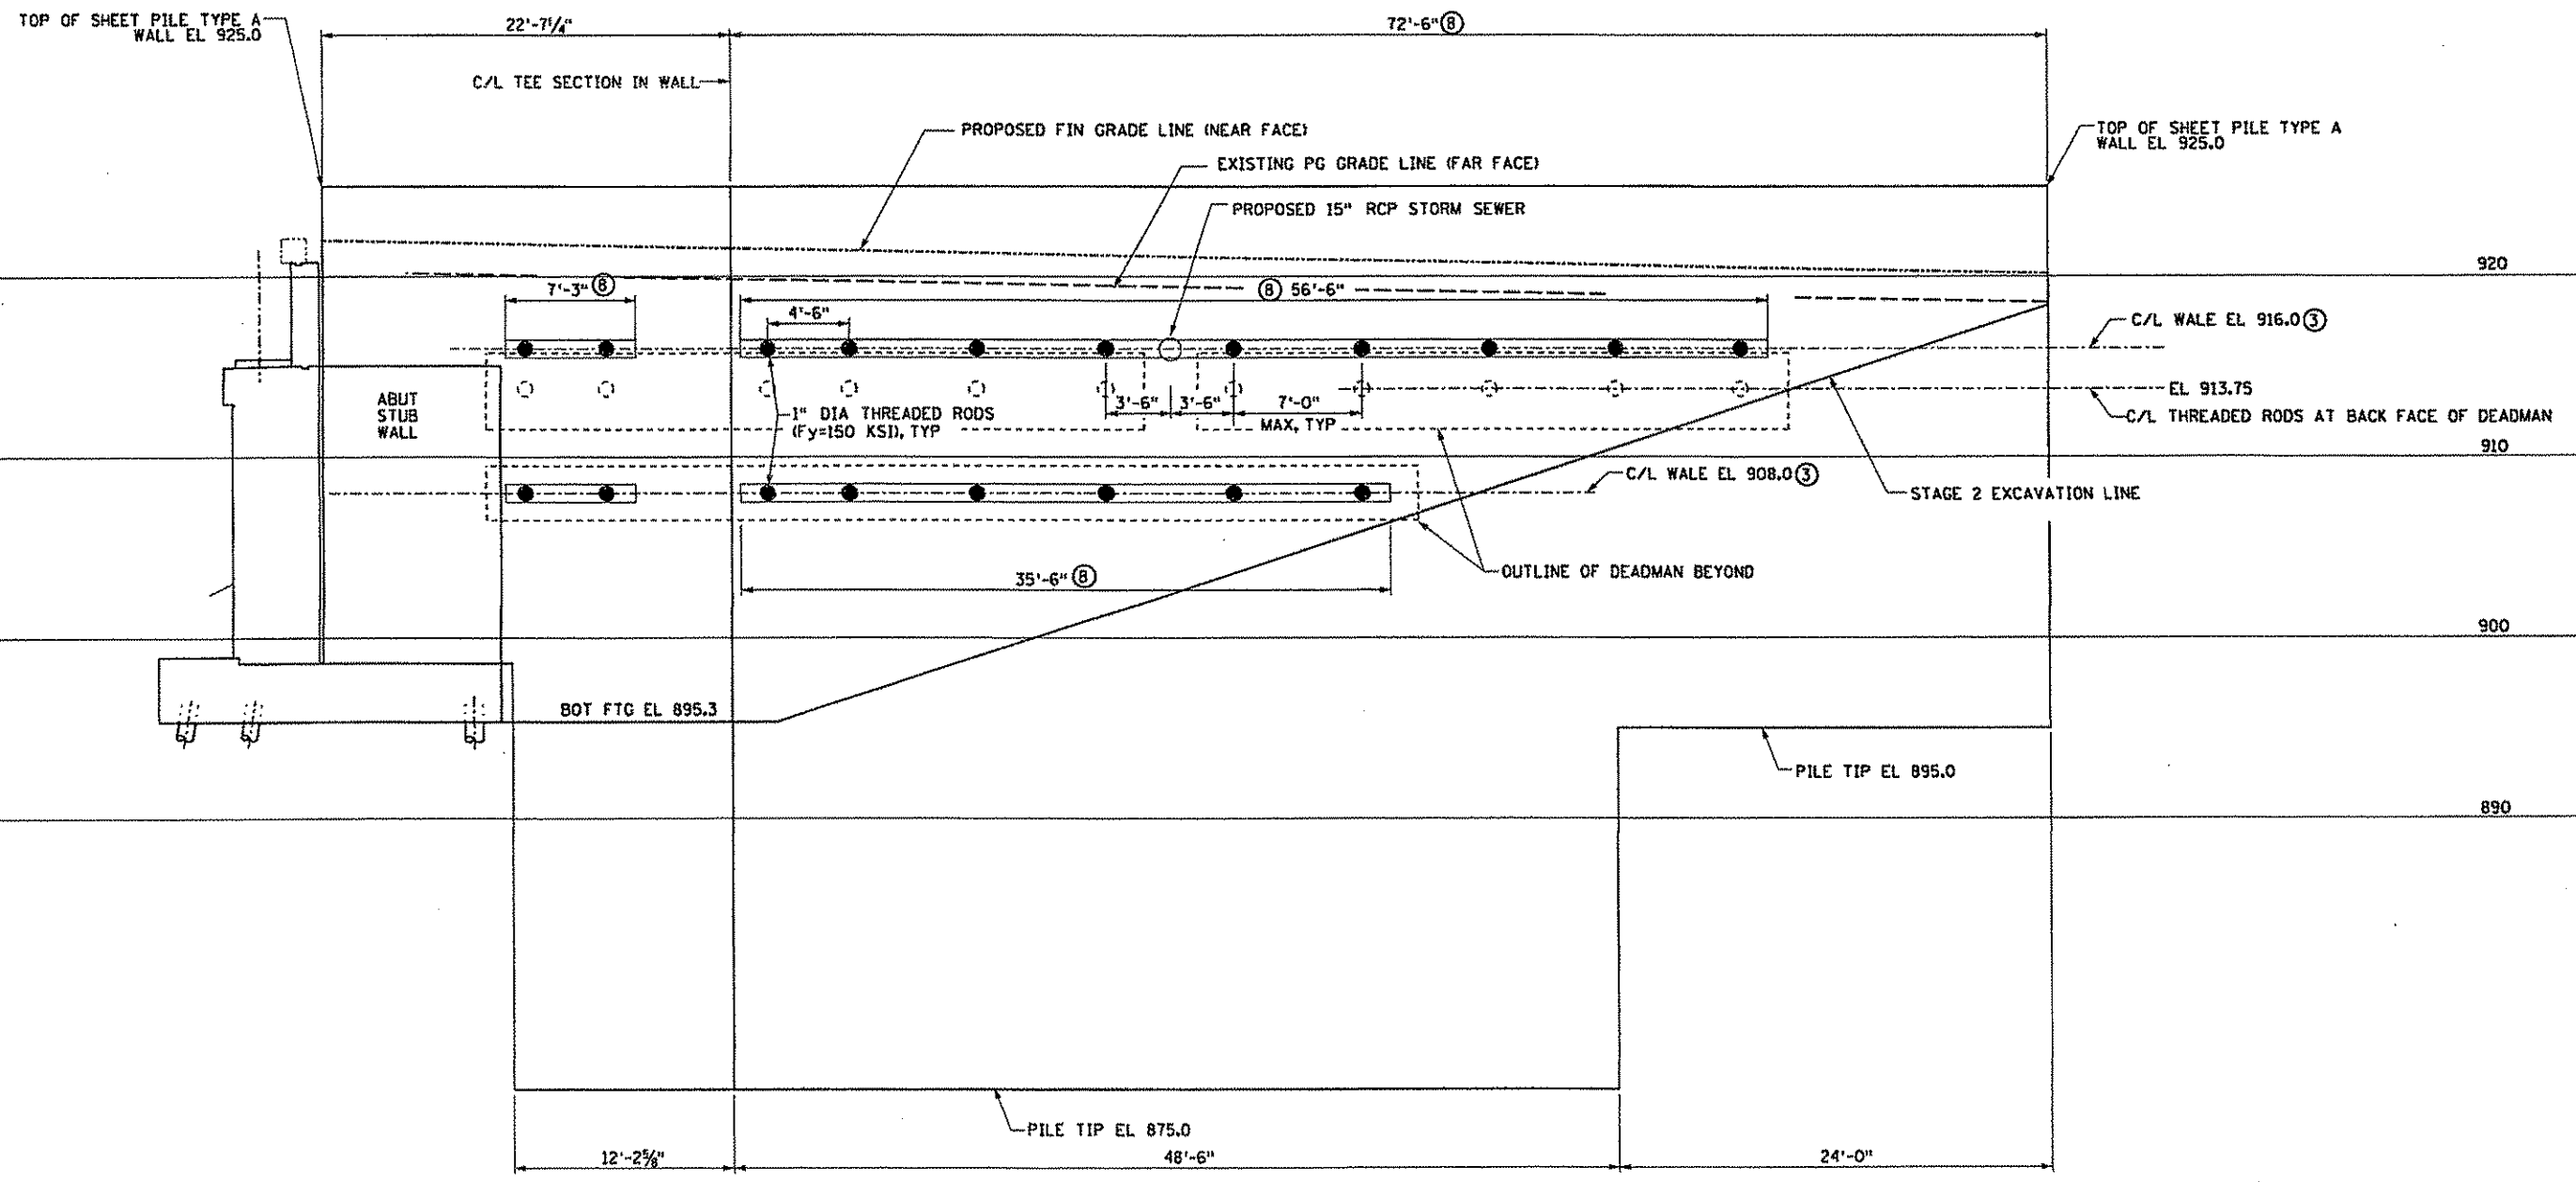 TOP OF SHEET PILE TYPE A
WALL EL 925.0
22'-7¼"
72'-6" ⑧
C/L TEE SECTION IN WALL
PROPOSED FIN GRADE LINE (NEAR FACE)
TOP OF SHEET PILE TYPE A
WALL EL 925.0
EXISTING PG GRADE LINE (FAR FACE)
PROPOSED 15" RCP STORM SEWER
920
7'-3" ⑧
⑧ 56'-6"
4'-6"
C/L WALE EL 916.0 ③
EL 913.75
C/L THREADED RODS AT BACK FACE OF DEADMAN
ABUT
STUB
WALL
3'-6"
3'-6"
7'-0"
MAX, TYP
1" DIA THREADED RODS
(Fy=150 KSI), TYP
910
C/L WALE EL 908.0 ③
STAGE 2 EXCAVATION LINE
OUTLINE OF DEADMAN BEYOND
35'-6" ⑧
900
BOT FTG EL 895.3
PILE TIP EL 895.0
890
PILE TIP EL 875.0
12'-2⅝"
48'-6"
24'-0"